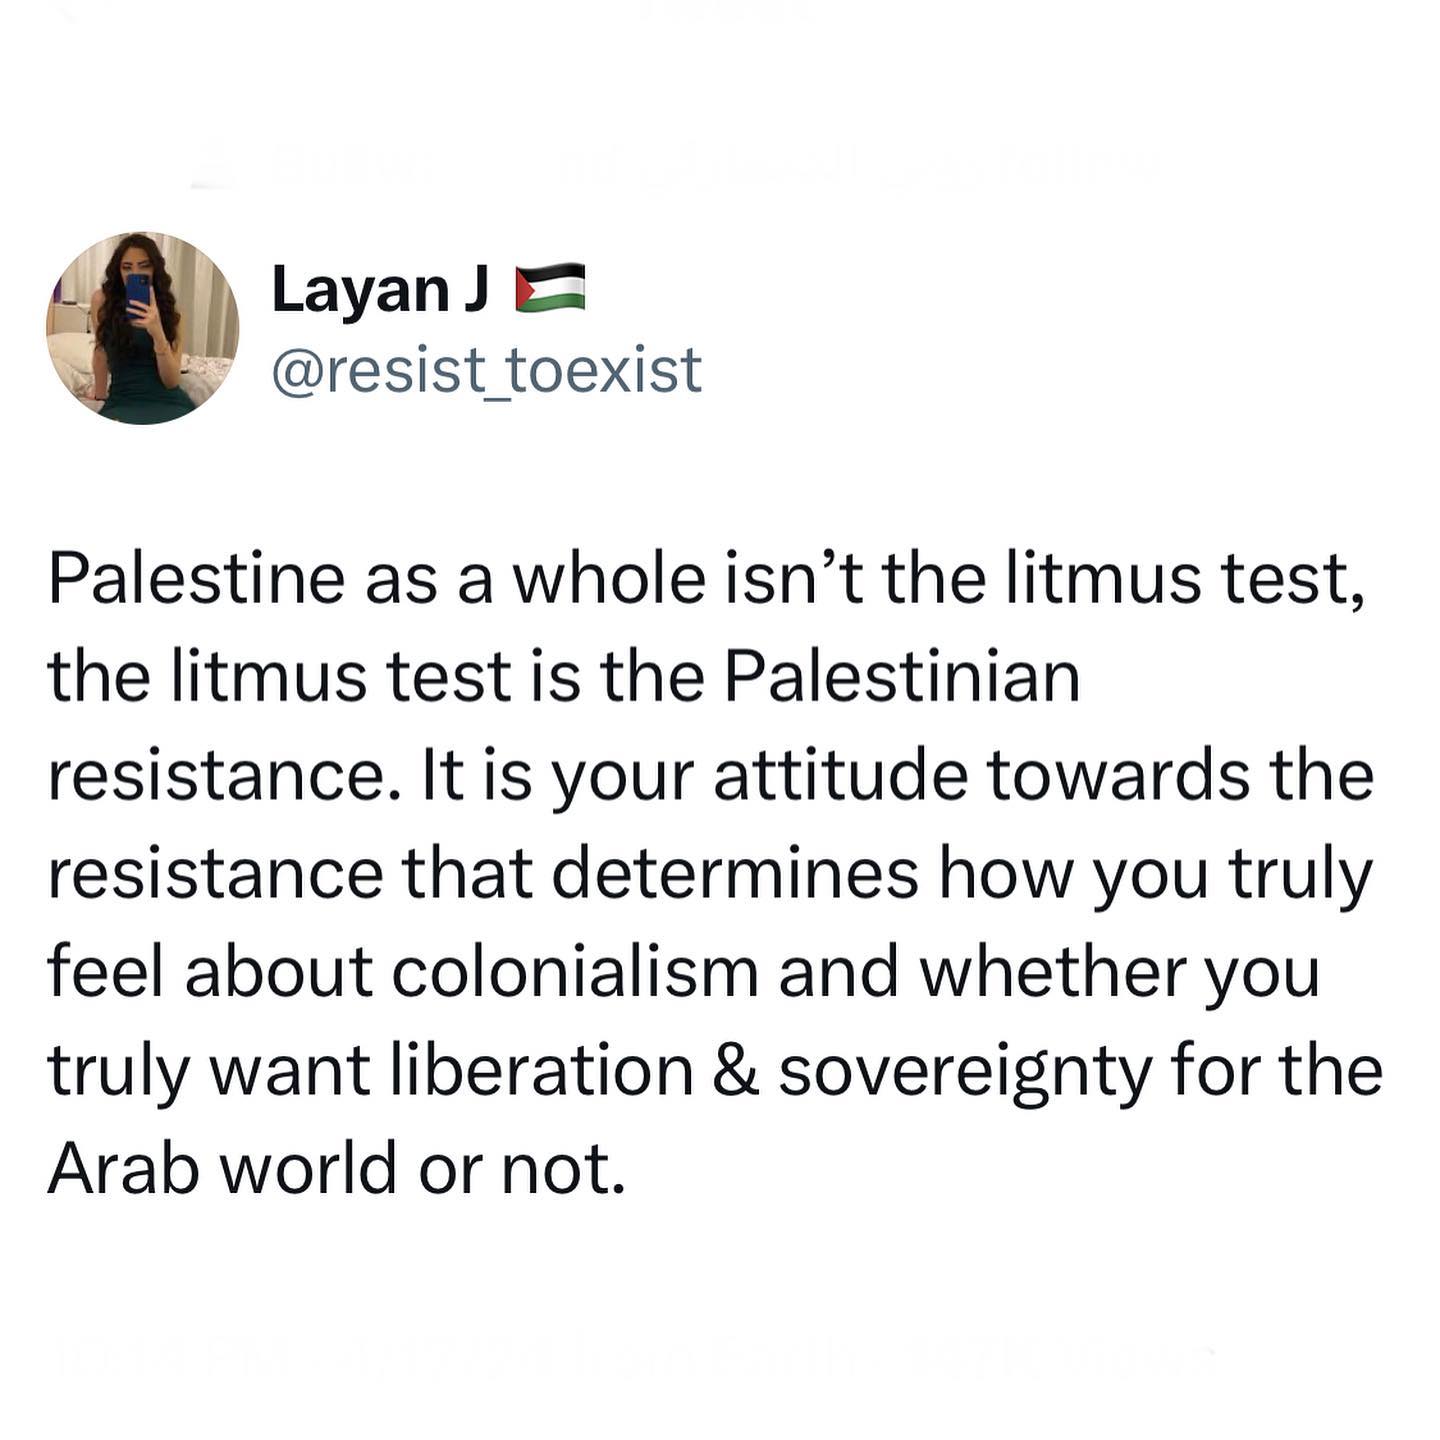 Layan J 🇵🇸
@resist_toexist
Palestine as a whole isn’t the litmus test,
the litmus test is the Palestinian
resistance. It is your attitude towards the
resistance that determines how you truly
feel about colonialism and whether you
truly want liberation & sovereignty for the
Arab world or not.